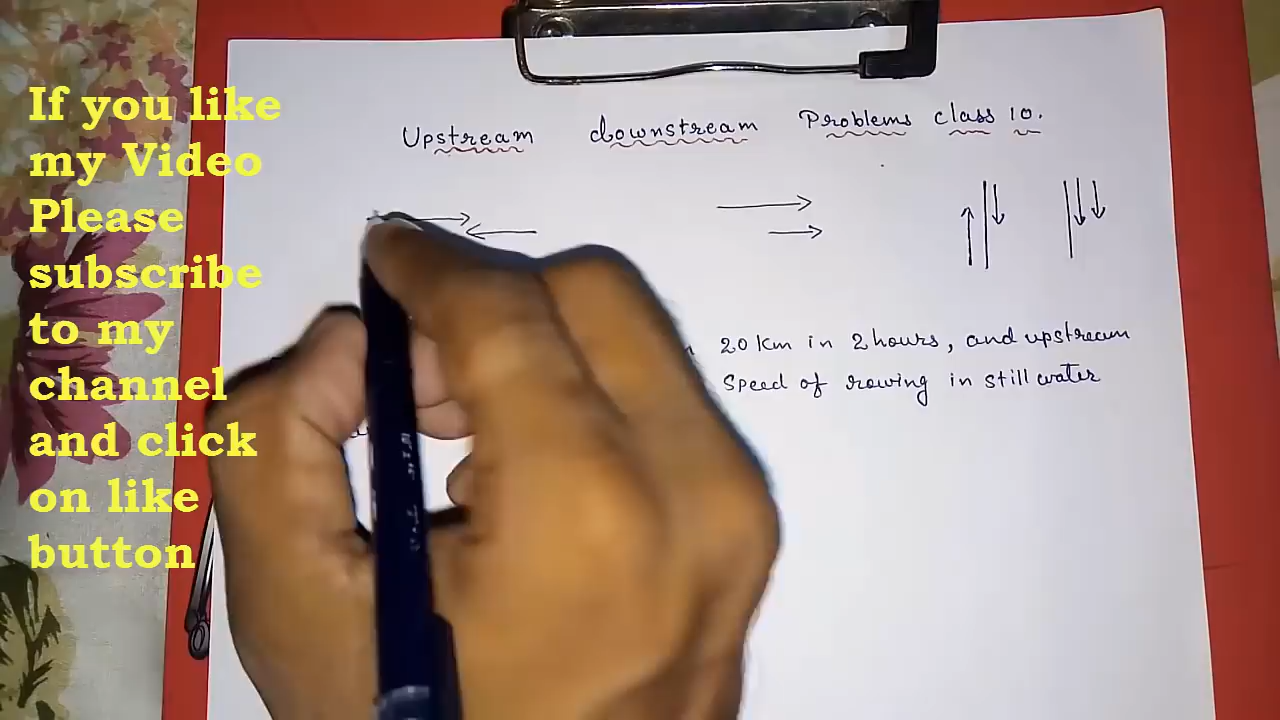 If you like
my Video
Please
subscribe
to my
channel
and click
on like
button
Upstream downstream Problems class 10.
20 Km in 2 hours, and upstream
Speed of rowing in still water